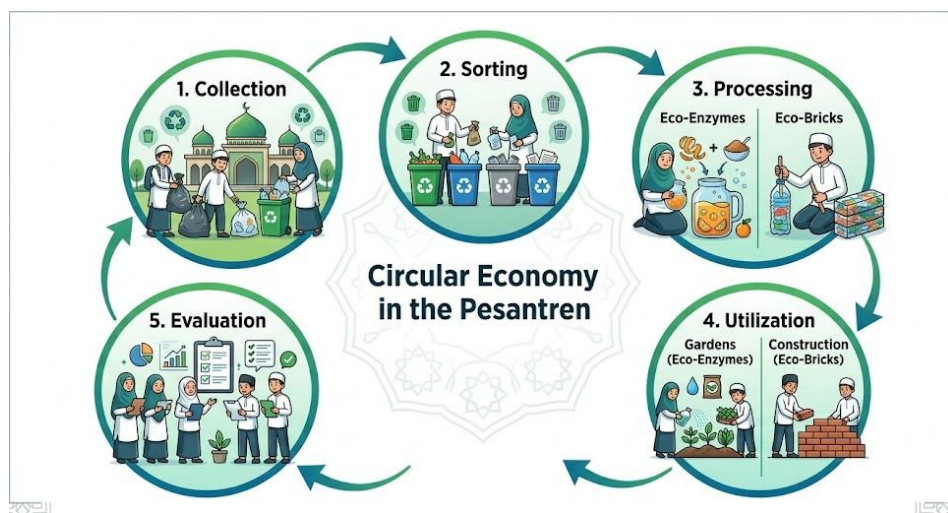 1. Collection
2. Sorting
3. Processing
Eco-Enzymes
Eco-Bricks
Circular Economy
in the Pesantren
4. Utilization
Gardens
(Eco-Enzymes)
Construction
(Eco-Bricks)
5. Evaluation